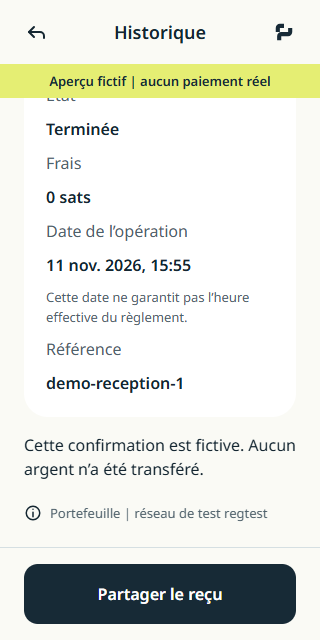 Historique
Aperçu fictif | aucun paiement réel
État
Terminée
Frais
0 sats
Date de l’opération
11 nov. 2026, 15:55
Cette date ne garantit pas l’heure
effective du règlement.
Référence
demo-reception-1
Cette confirmation est fictive. Aucun
argent n’a été transféré.
Portefeuille | réseau de test regtest
Partager le reçu